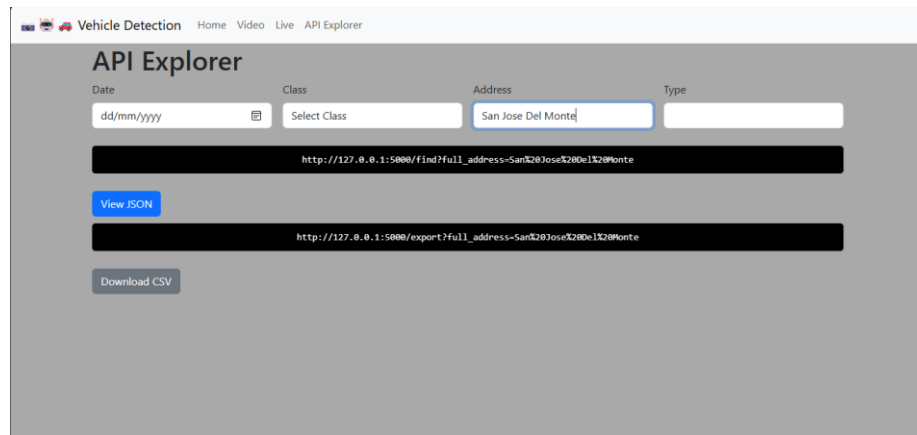 Vehicle Detection Home Video Live API Explorer
API Explorer
Date Class Address Type
dd/mm/yyyy Select Class San Jose Del Monte
http://127.0.0.1:5000/find?full_address=San%20Jose%20Del%20Monte
View JSON
http://127.0.0.1:5000/export?full_address=San%20Jose%20Del%20Monte
Download CSV